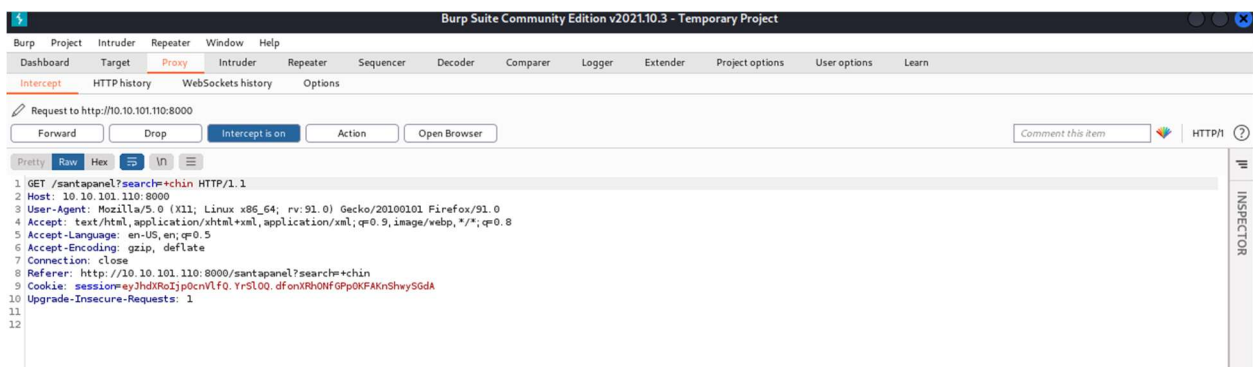 Burp Suite Community Edition v2021.10.3 - Temporary Project
Burp Project Intruder Repeater Window Help
Dashboard Target Proxy Intruder Repeater Sequencer Decoder Comparer Logger Extender Project options User options Learn
Intercept HTTP history WebSockets history Options
Request to http://10.10.101.110:8000
Forward Drop Intercept is on Action Open Browser Comment this item HTTP/1 ?
Pretty Raw Hex \n
1 GET /santapanel?search=+chin HTTP/1.1
2 Host: 10.10.101.110:8000
3 User-Agent: Mozilla/5.0 (X11; Linux x86_64; rv:91.0) Gecko/20100101 Firefox/91.0
4 Accept: text/html,application/xhtml+xml,application/xml;q=0.9,image/webp,*/*;q=0.8
5 Accept-Language: en-US,en;q=0.5
6 Accept-Encoding: gzip, deflate
7 Connection: close
8 Referer: http://10.10.101.110:8000/santapanel?search=+chin
9 Cookie: session=eyJhdXRoIjp0cnVlfQ.YrSlOQ.dfonXRhONfGPpOKFAKnShwySGdA
10 Upgrade-Insecure-Requests: 1
11
12
INSPECTOR